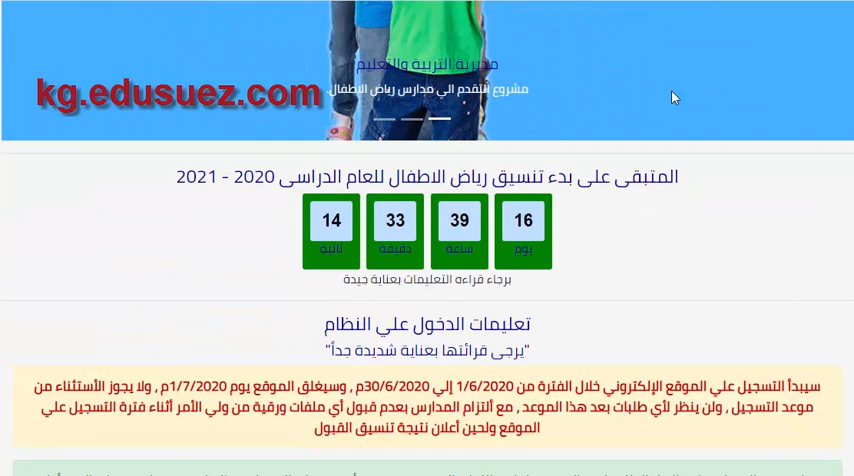 مديرية التربية والتعليم
kg.edusuez.com
مشروع التقدم الي مدارس رياض الاطفال.
المتبقى على بدء تنسيق رياض الاطفال للعام الدراسى 2020 - 2021
16 39 33 14
يوم ساعة دقيقة ثانية
برجاء قراءه التعليمات بعناية جيدة
تعليمات الدخول علي النظام
"يرجى قرائتها بعناية شديدة جداً"
سيبدأ التسجيل علي الموقع الإلكتروني خلال الفترة من 1/6/2020 إلي 30/6/2020م , وسيغلق الموقع يوم 1/7/2020م , ولا يجوز الأستثناء من
موعد التسجيل , ولن ينظر لأي طلبات بعد هذا الموعد , مع ألتزام المدارس بعدم قبول أي ملفات ورقية من ولي الأمر أثناء فترة التسجيل علي
الموقع ولحين أعلان نتيجة تنسيق القبول